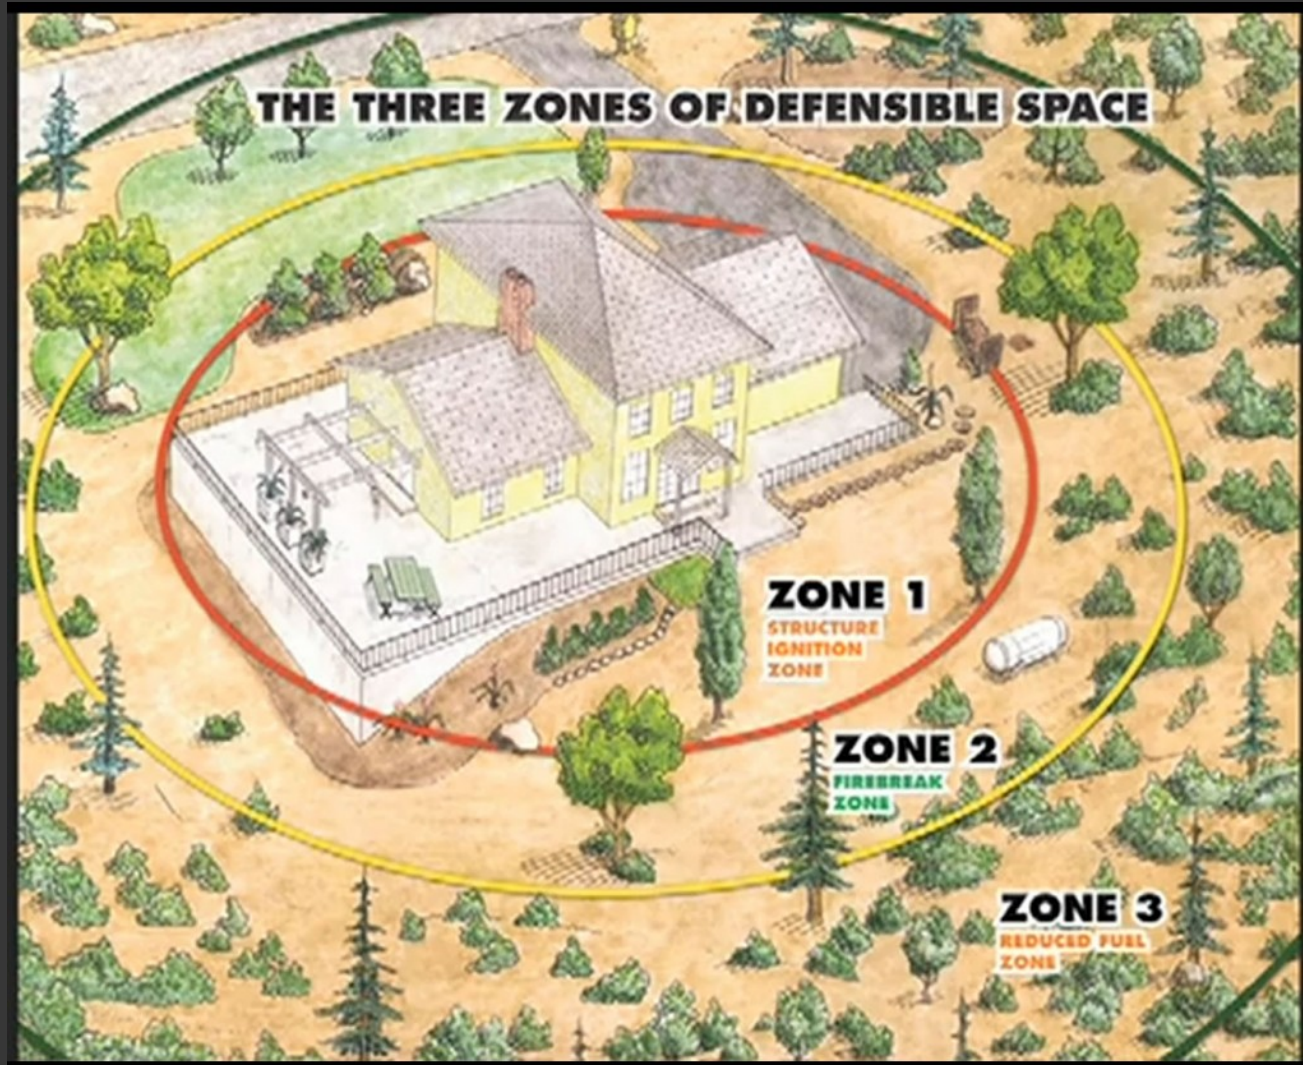 THE THREE ZONES OF DEFENSIBLE SPACE
ZONE 1
STRUCTURE
IGNITION
ZONE
ZONE 2
FIREBREAK
ZONE
ZONE 3
REDUCED FUEL
ZONE